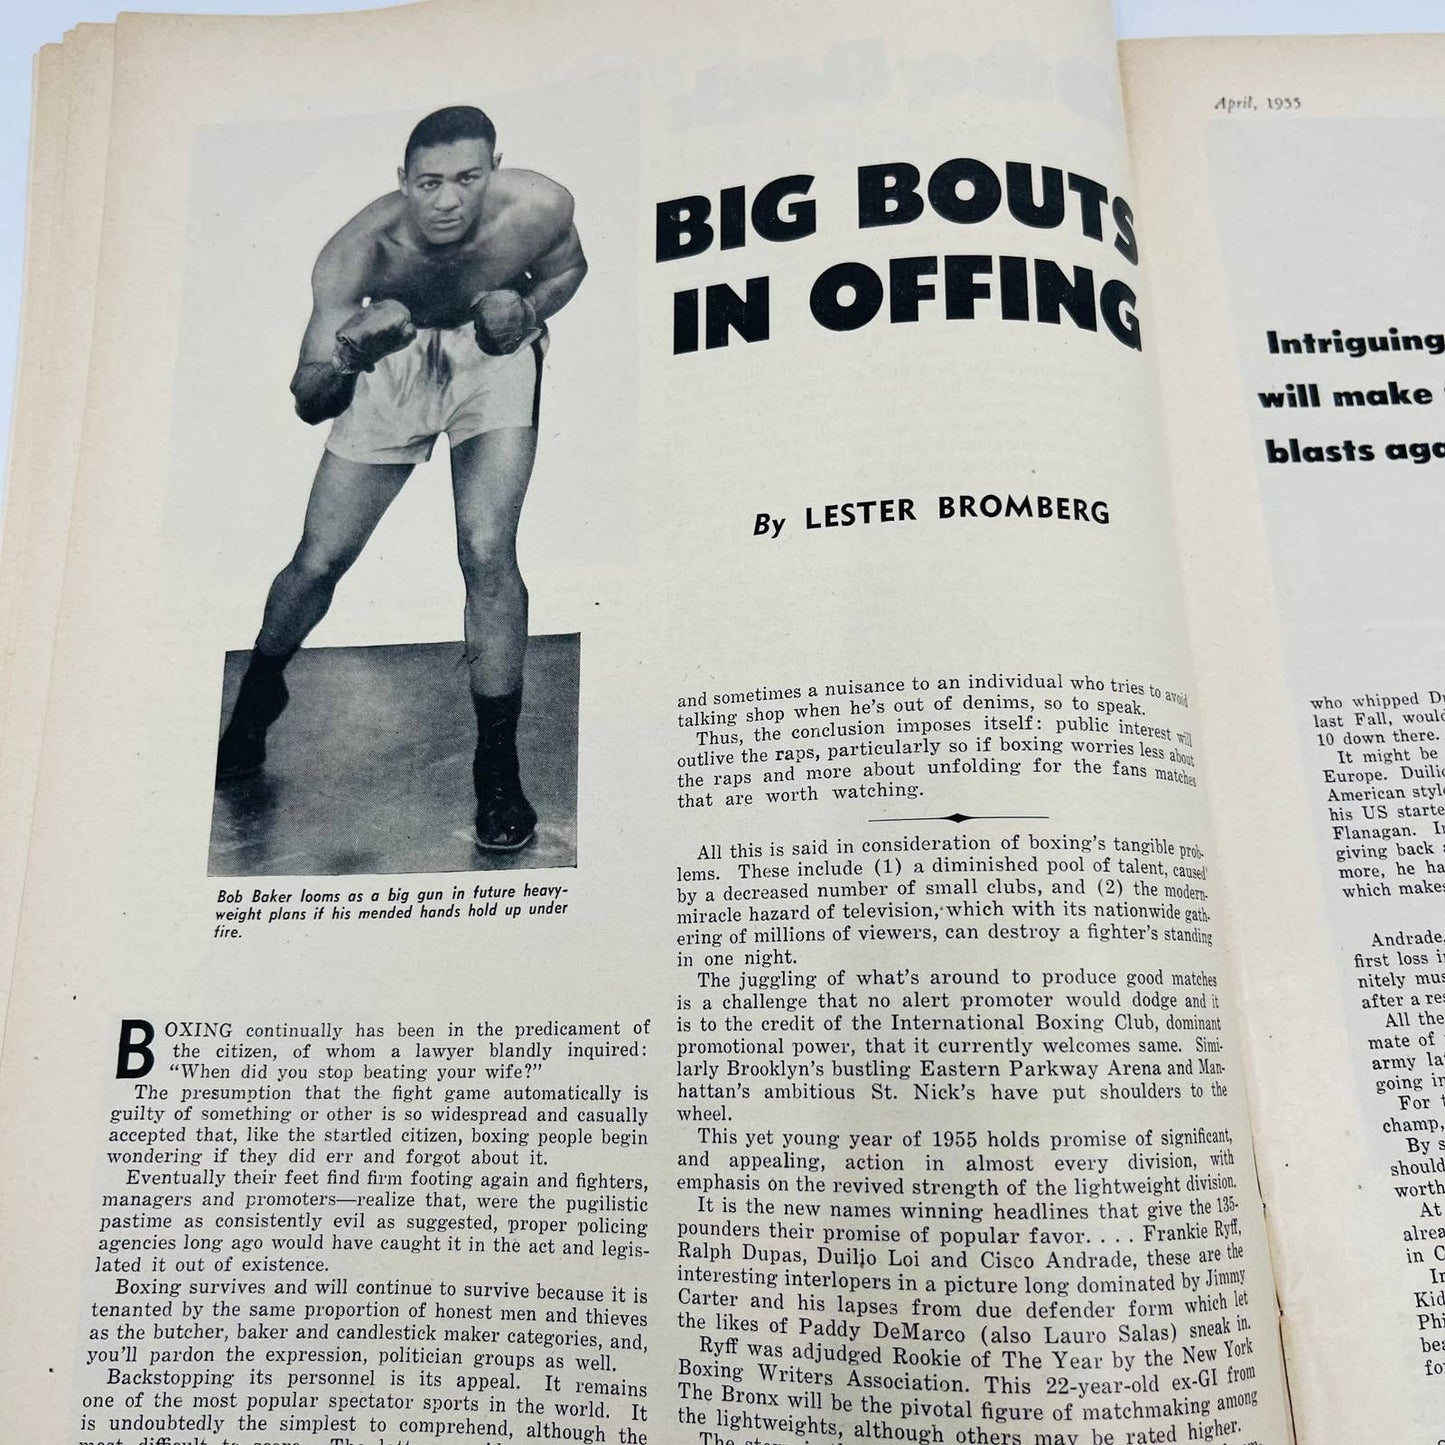 BIG BOUTS
IN OFFING
By LESTER BROMBERG
Bob Baker looms as a big gun in future heavy-
weight plans if his mended hands hold up under
fire.
BOXING continually has been in the predicament of
the citizen, of whom a lawyer blandly inquired:
“When did you stop beating your wife?”
The presumption that the fight game automatically is
guilty of something or other is so widespread and casually
accepted that, like the startled citizen, boxing people begin
wondering if they did err and forgot about it.
Eventually their feet find firm footing again and fighters,
managers and promoters—realize that, were the pugilistic
pastime as consistently evil as suggested, proper policing
agencies long ago would have caught it in the act and legis-
lated it out of existence.
Boxing survives and will continue to survive because it is
tenanted by the same proportion of honest men and thieves
as the butcher, baker and candlestick maker categories, and,
you’ll pardon the expression, politician groups as well.
Backstopping its personnel is its appeal. It remains
one of the most popular spectator sports in the world. It
is undoubtedly the simplest to comprehend, although the
and sometimes a nuisance to an individual who tries to avoid
talking shop when he’s out of denims, so to speak.
Thus, the conclusion imposes itself: public interest will
outlive the raps, particularly so if boxing worries less about
the raps and more about unfolding for the fans matches
that are worth watching.
All this is said in consideration of boxing’s tangible prob-
lems. These include (1) a diminished pool of talent, caused
by a decreased number of small clubs, and (2) the modern-
miracle hazard of television, which with its nationwide gath-
ering of millions of viewers, can destroy a fighter’s standing
in one night.
The juggling of what’s around to produce good matches
is a challenge that no alert promoter would dodge and it
is to the credit of the International Boxing Club, dominant
promotional power, that it currently welcomes same. Simi-
larly Brooklyn’s bustling Eastern Parkway Arena and Man-
hattan’s ambitious St. Nick’s have put shoulders to the
wheel.
This yet young year of 1955 holds promise of significant,
and appealing, action in almost every division, with
emphasis on the revived strength of the lightweight division.
It is the new names winning headlines that give the 135-
pounders their promise of popular favor. . . . Frankie Ryff,
Ralph Dupas, Duilio Loi and Cisco Andrade, these are the
interesting interlopers in a picture long dominated by Jimmy
Carter and his lapses from due defender form which let
the likes of Paddy DeMarco (also Lauro Salas) sneak in.
Ryff was adjudged Rookie of The Year by the New York
Boxing Writers Association. This 22-year-old ex-GI from
The Bronx will be the pivotal figure of matchmaking among
the lightweights, although others may be rated higher.
April, 1955
Intriguing
will make
blasts
who whipped
last Fall, would
10 down there.
It might be
Europe.
American
his US
Flanagan.
giving back
more, he
which makes
Andrade,
first loss
nitely
after a
All the
mate of
army
going
For
champ,
By
should
worth
At
in
Kid